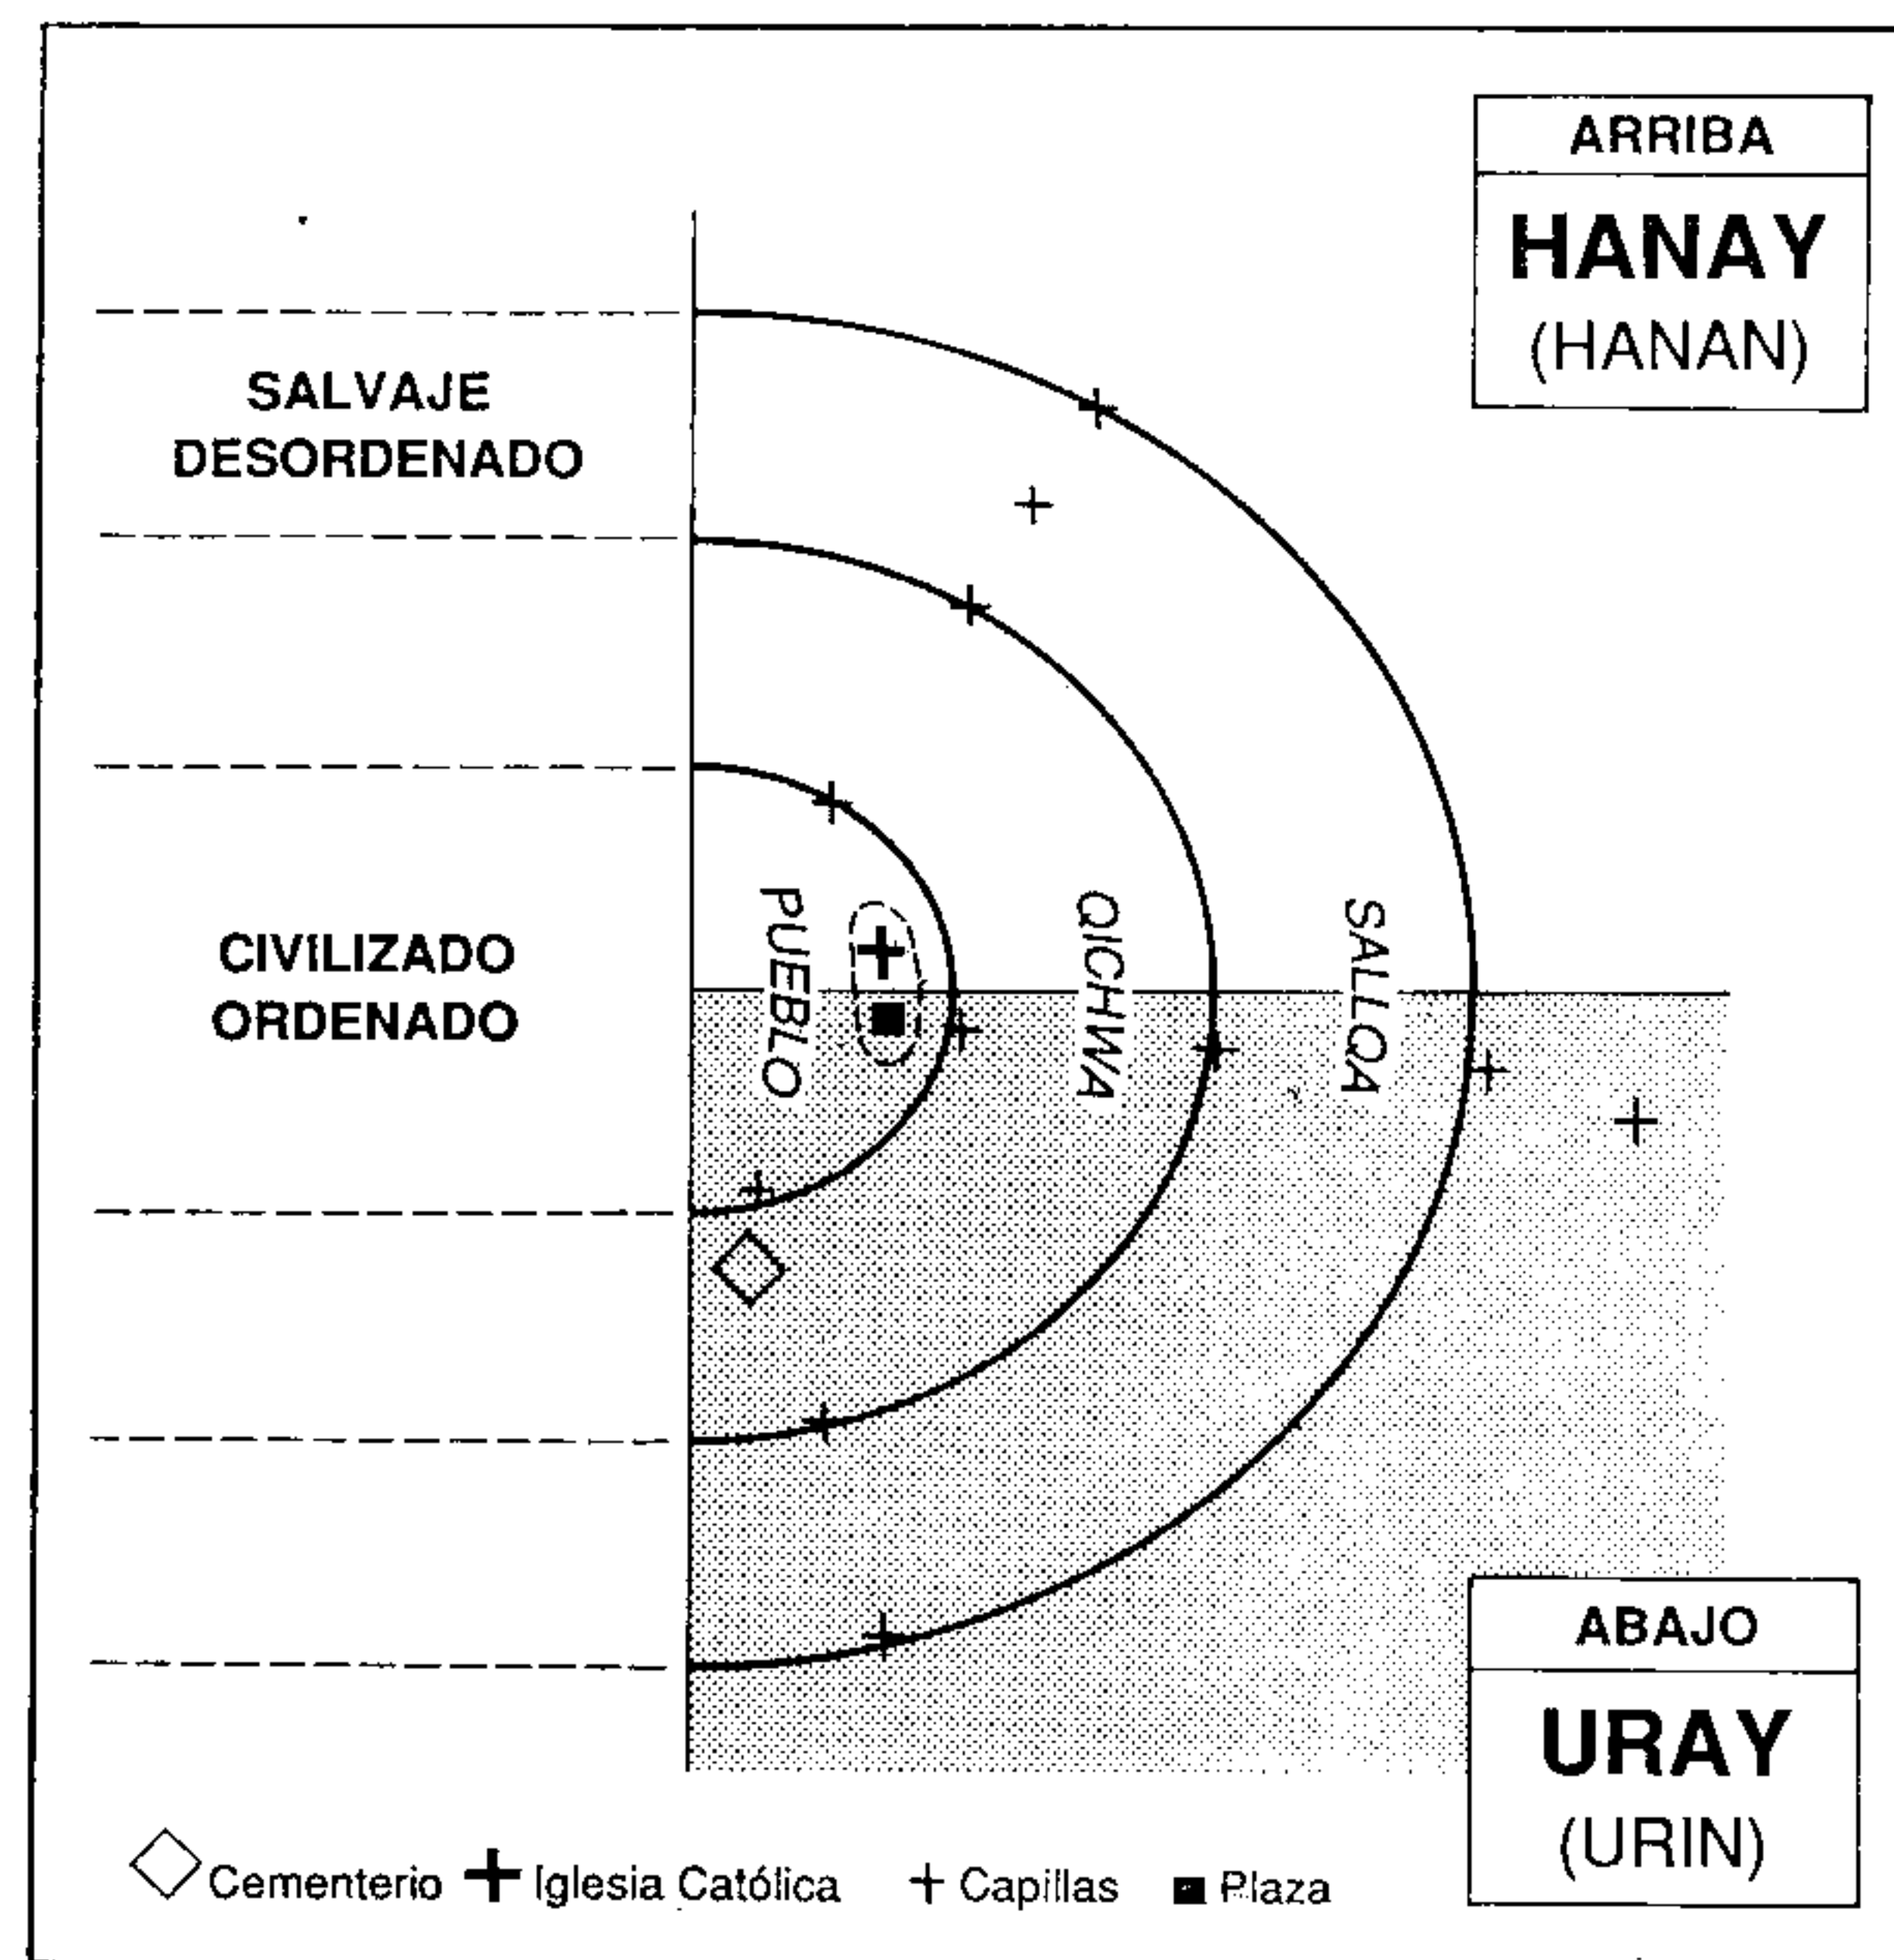 ARRIBA
HANAY
(HANAN)
SALVAJE
DESORDENADO
CIVILIZADO
ORDENADO
PUEBLO
QICHWA
SALLQA
ABAJO
URAY
(URIN)
Cementerio Iglesia Católica Capillas Plaza